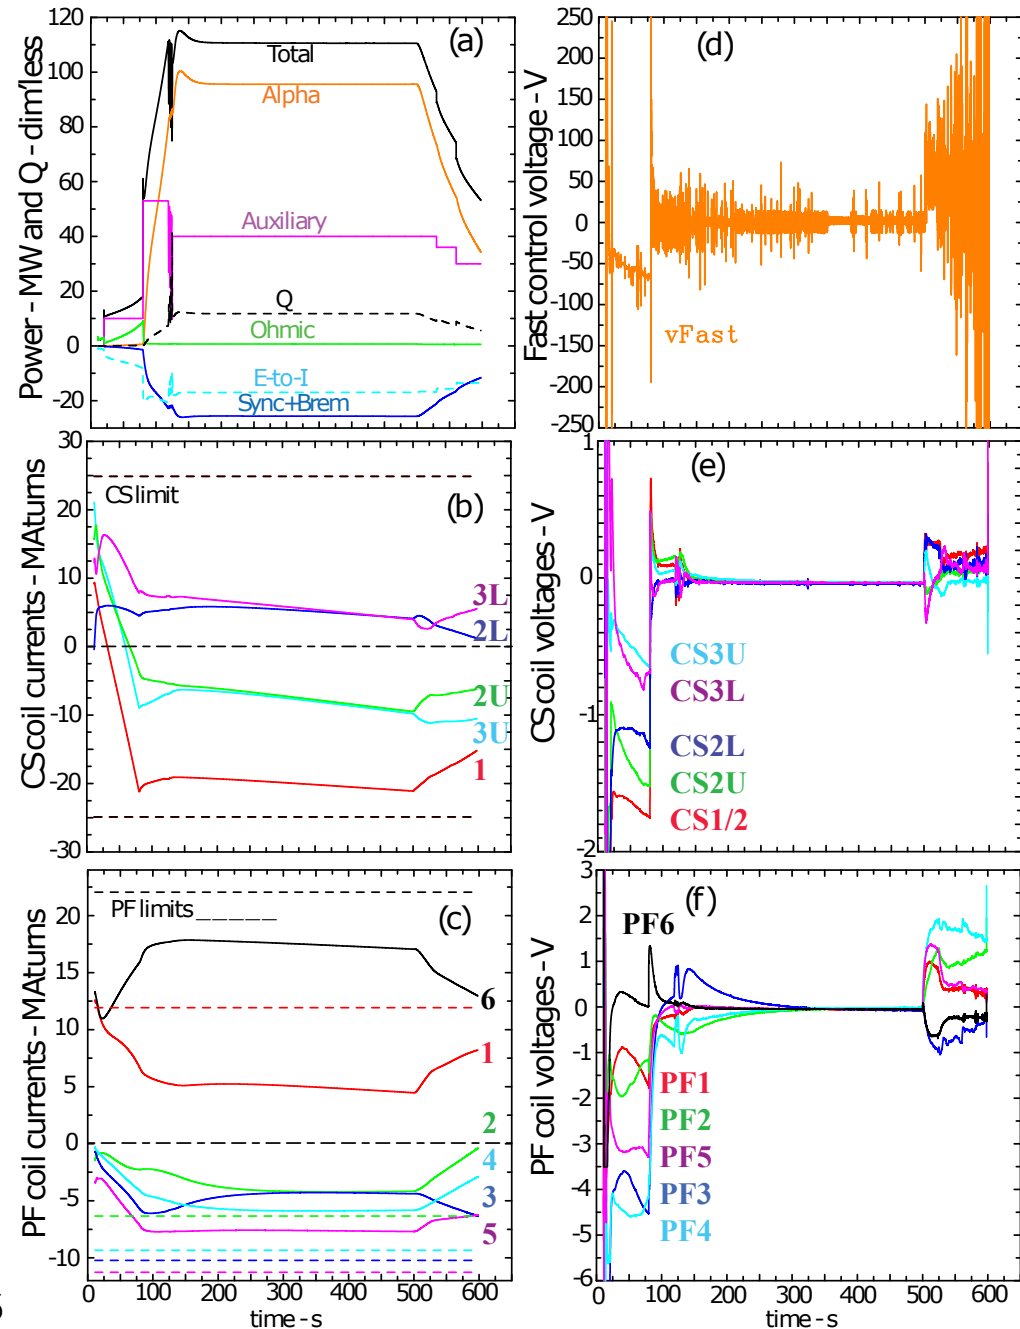 120
100
80
60
40
20
0
-20
Power - MW and Q - dim'less
(a)
Total
Alpha
Auxiliary
Q
Ohmic
E-to-I
Sync+Brem
30
25
20
15
10
5
0
-5
-10
-15
-20
-25
-30
CS coil currents - MAturns
CS limit
(b)
3L
2L
2U
3U
1
20
15
10
5
0
-5
-10
PF coil currents - MAturns
PF limits _ _ _ _ _
(c)
6
1
2
4
3
5
0 100 200 300 400 500 600
time - s
250
200
150
100
50
0
-50
-100
-150
-200
-250
Fast control voltage - V
(d)
vFast
1
0
-1
-2
CS coil voltages - V
(e)
CS3U
CS3L
CS2L
CS2U
CS1/2
3
2
1
0
-1
-2
-3
-4
-5
-6
PF coil voltages - V
PF6
(f)
PF1
PF2
PF5
PF3
PF4
0 100 200 300 400 500 600
time - s